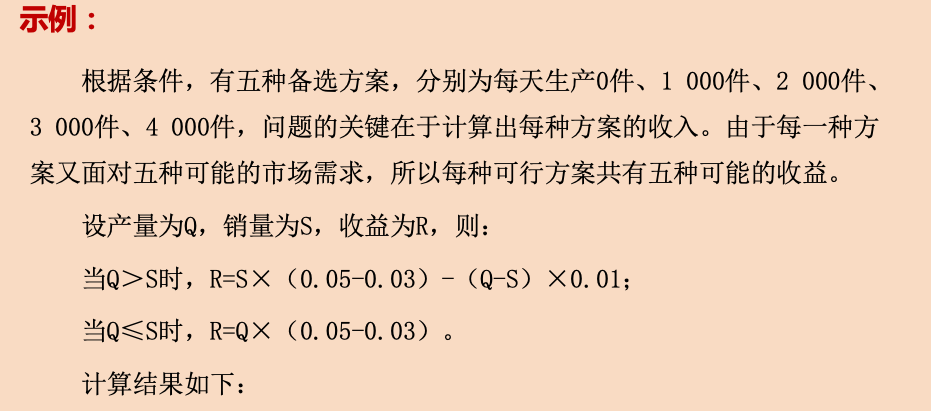 示例：
根据条件，有五种备选方案，分别为每天生产0件、1 000件、2 000件、
3 000件、4 000件，问题的关键在于计算出每种方案的收入。由于每一种方
案又面对五种可能的市场需求，所以每种可行方案共有五种可能的收益。
设产量为Q，销量为S，收益为R，则：
当Q＞S时，R=S×（0.05-0.03）-（Q-S）×0.01；
当Q≤S时，R=Q×（0.05-0.03）。
计算结果如下：